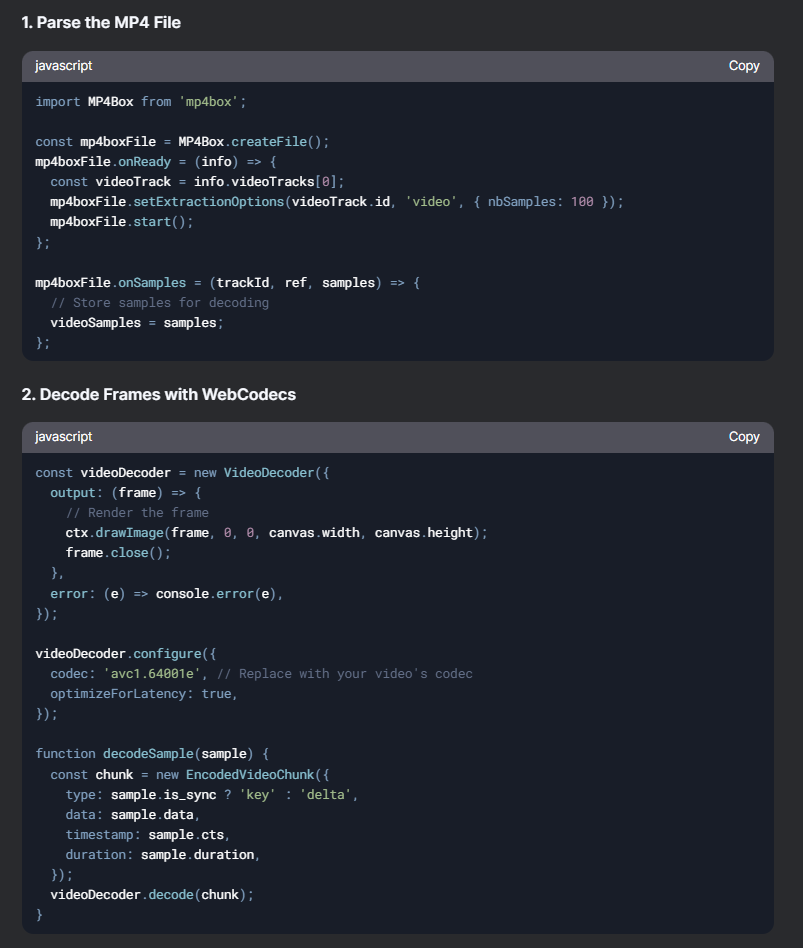 1. Parse the MP4 File
javascript
Copy
import MP4Box from 'mp4box';
const mp4boxFile = MP4Box.createFile();
mp4boxFile.onReady = (info) => {
  const videoTrack = info.videoTracks[0];
  mp4boxFile.setExtractionOptions(videoTrack.id, 'video', { nbSamples: 100 });
  mp4boxFile.start();
};
mp4boxFile.onSamples = (trackId, ref, samples) => {
  // Store samples for decoding
  videoSamples = samples;
};
2. Decode Frames with WebCodecs
javascript
Copy
const videoDecoder = new VideoDecoder({
  output: (frame) => {
    // Render the frame
    ctx.drawImage(frame, 0, 0, canvas.width, canvas.height);
    frame.close();
  },
  error: (e) => console.error(e),
});
videoDecoder.configure({
  codec: 'avc1.64001e', // Replace with your video's codec
  optimizeForLatency: true,
});
function decodeSample(sample) {
  const chunk = new EncodedVideoChunk({
    type: sample.is_sync ? 'key' : 'delta',
    data: sample.data,
    timestamp: sample.cts,
    duration: sample.duration,
  });
  videoDecoder.decode(chunk);
}